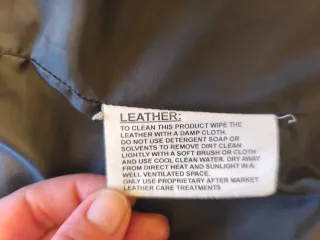 LEATHER:
TO CLEAN THIS PRODUCT WIPE THE
LEATHER WITH A DAMP CLOTH.
DO NOT USE DETERGENT SOAP OR
SOLVENTS TO REMOVE DIRT CLEAN
LIGHTLY WITH A SOFT BRUSH OR CLOTH
AND USE COOL CLEAN WATER. DRY AWAY
FROM DIRECT HEAT AND SUNLIGHT IN A
WELL VENTILATED SPACE.
ONLY USE PROPRIETARY AFTER MARKET
LEATHER CARE TREATMENTS